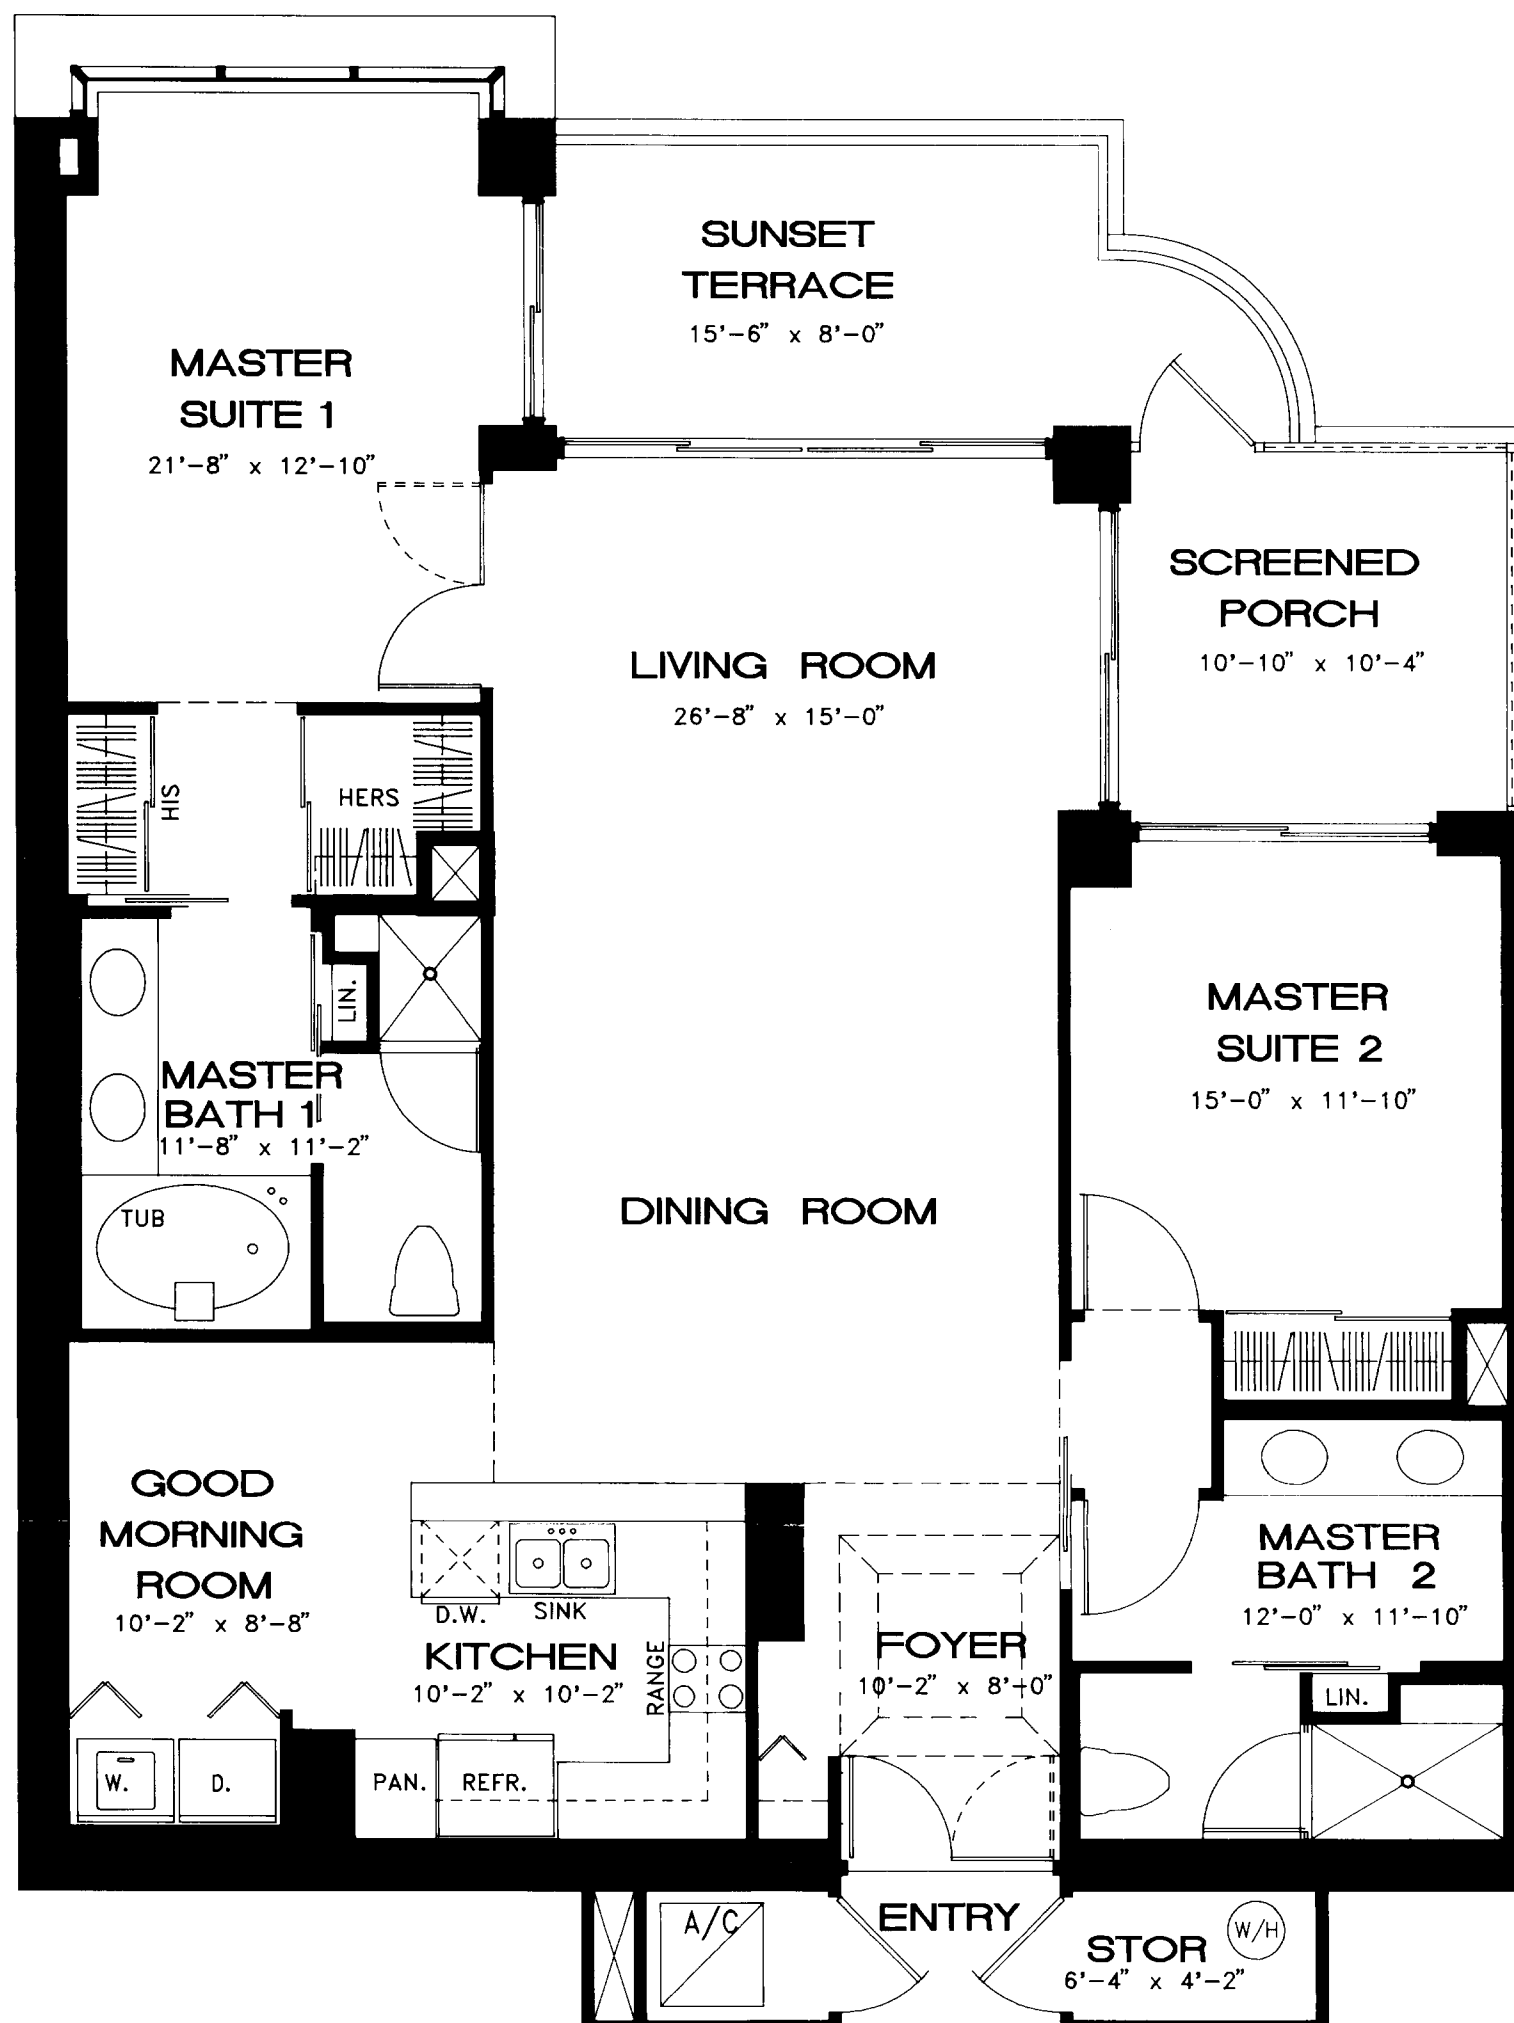 SUNSET
TERRACE
15'-6" x 8'-0"
MASTER
SUITE 1
21'-8" x 12'-10"
SCREENED
PORCH
10'-10" x 10'-4"
LIVING ROOM
26'-8" x 15'-0"
HIS
HERS
LIN.
MASTER
BATH 1
11'-8" x 11'-2"
TUB
MASTER
SUITE 2
15'-0" x 11'-10"
DINING ROOM
GOOD
MORNING
ROOM
10'-2" x 8'-8"
D.W.
SINK
KITCHEN
10'-2" x 10'-2"
RANGE
W.
D.
PAN.
REFR.
FOYER
10'-2" x 8'-0"
MASTER
BATH 2
12'-0" x 11'-10"
LIN.
A/C
ENTRY
STOR
6'-4" x 4'-2"
W/H